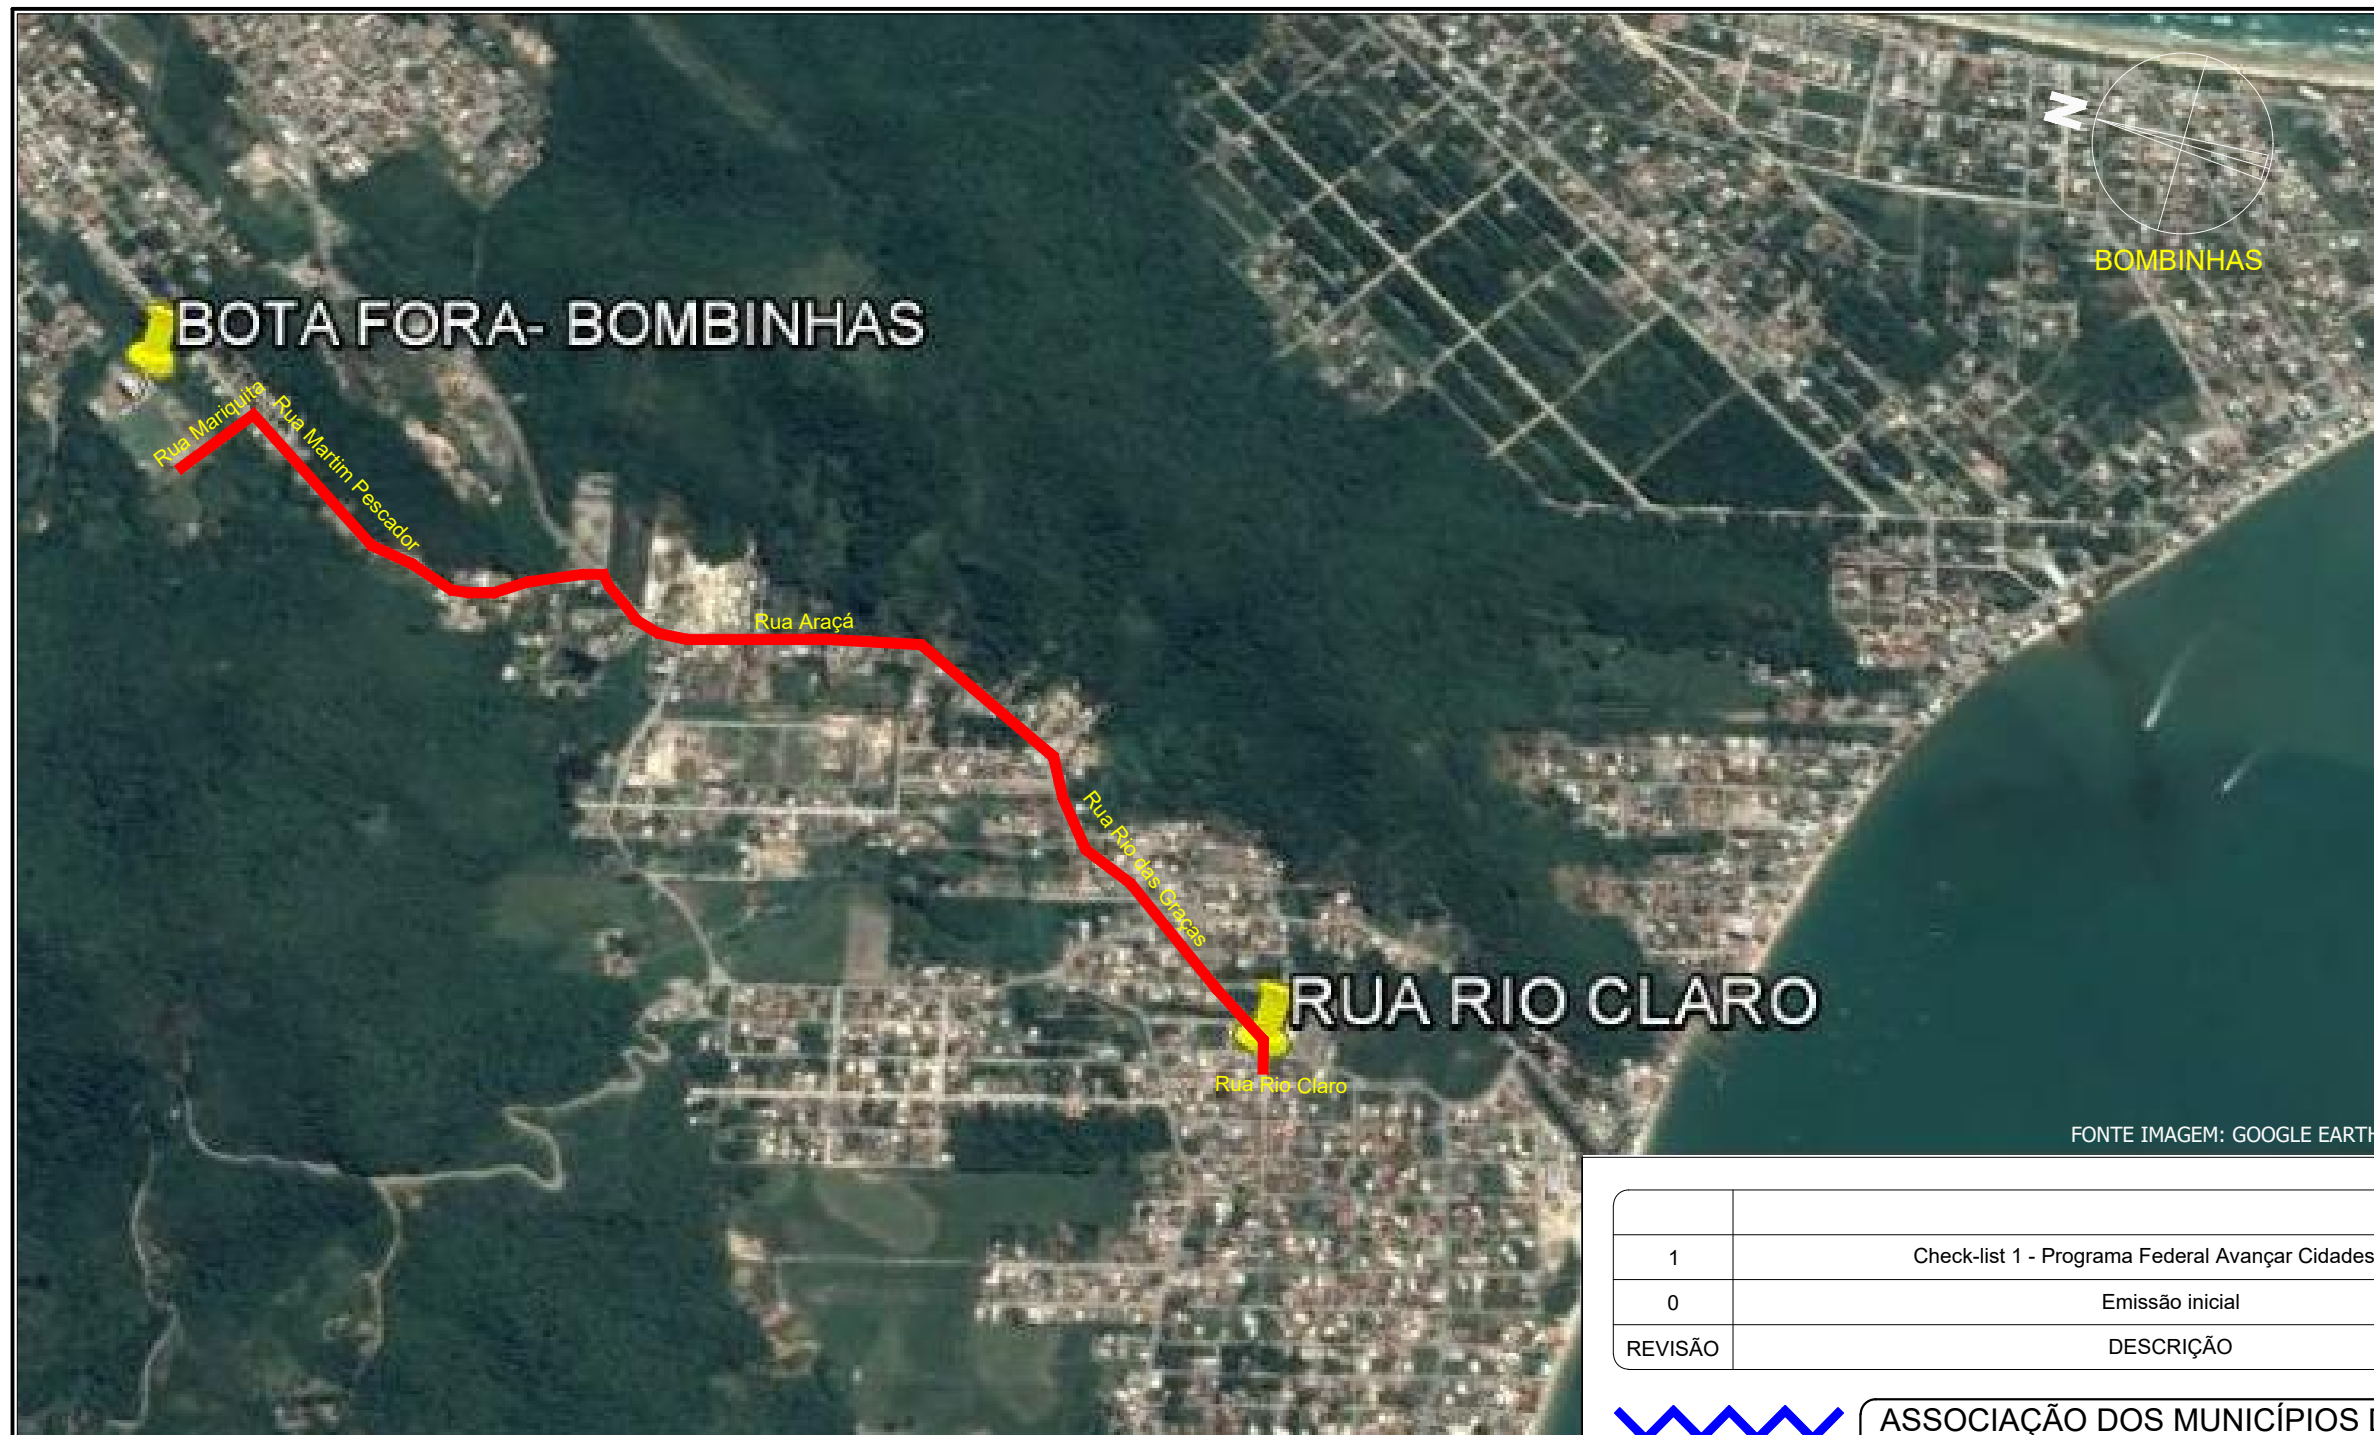 N
BOMBINHAS
BOTA FORA- BOMBINHAS
Rua Mariquita
Rua Martim Pescador
Rua Araçá
Rua Rio das Graças
RUA RIO CLARO
Rua Rio Claro
FONTE IMAGEM: GOOGLE EARTH
1 Check-list 1 - Programa Federal Avançar Cidades
0 Emissão inicial
REVISÃO DESCRIÇÃO
ASSOCIAÇÃO DOS MUNICÍPIOS